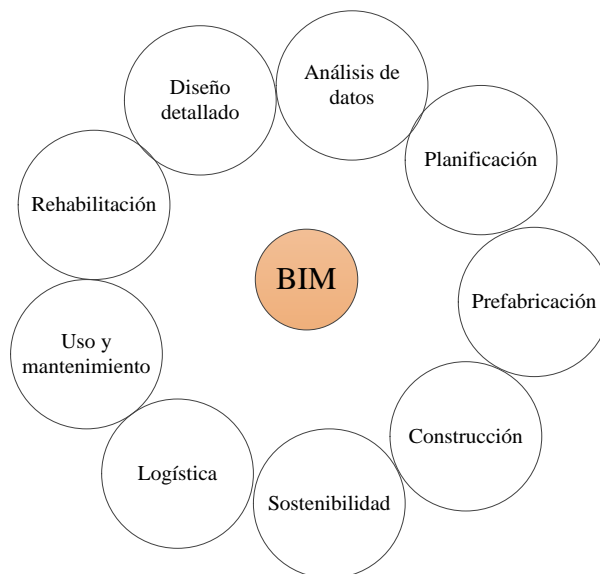 Análisis de
datos
Diseño
detallado
Planificación
Rehabilitación
BIM
Prefabricación
Uso y
mantenimiento
Construcción
Logística
Sostenibilidad